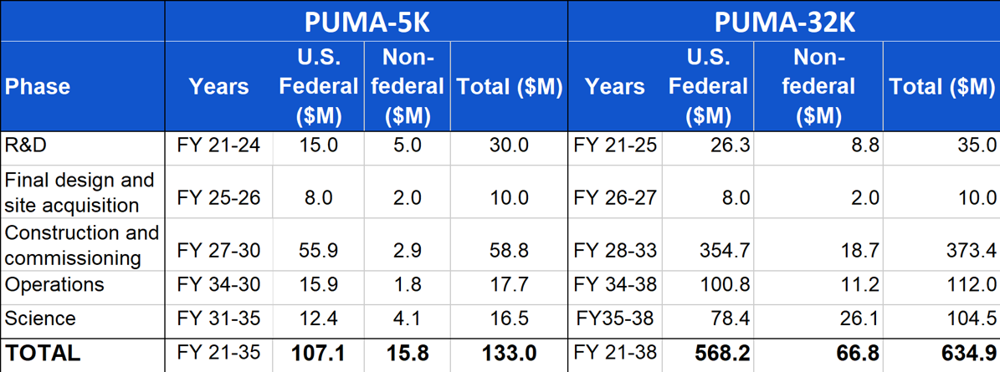 PUMA-5K PUMA-32K
Phase Years U.S. Federal ($M) Non-federal ($M) Total ($M) Years U.S. Federal ($M) Non-federal ($M) Total ($M)
R&D FY 21-24 15.0 5.0 30.0 FY 21-25 26.3 8.8 35.0
Final design and
site acquisition FY 25-26 8.0 2.0 10.0 FY 26-27 8.0 2.0 10.0
Construction and
commissioning FY 27-30 55.9 2.9 58.8 FY 28-33 354.7 18.7 373.4
Operations FY 34-30 15.9 1.8 17.7 FY 34-38 100.8 11.2 112.0
Science FY 31-35 12.4 4.1 16.5 FY35-38 78.4 26.1 104.5
TOTAL FY 21-35 107.1 15.8 133.0 FY 21-38 568.2 66.8 634.9